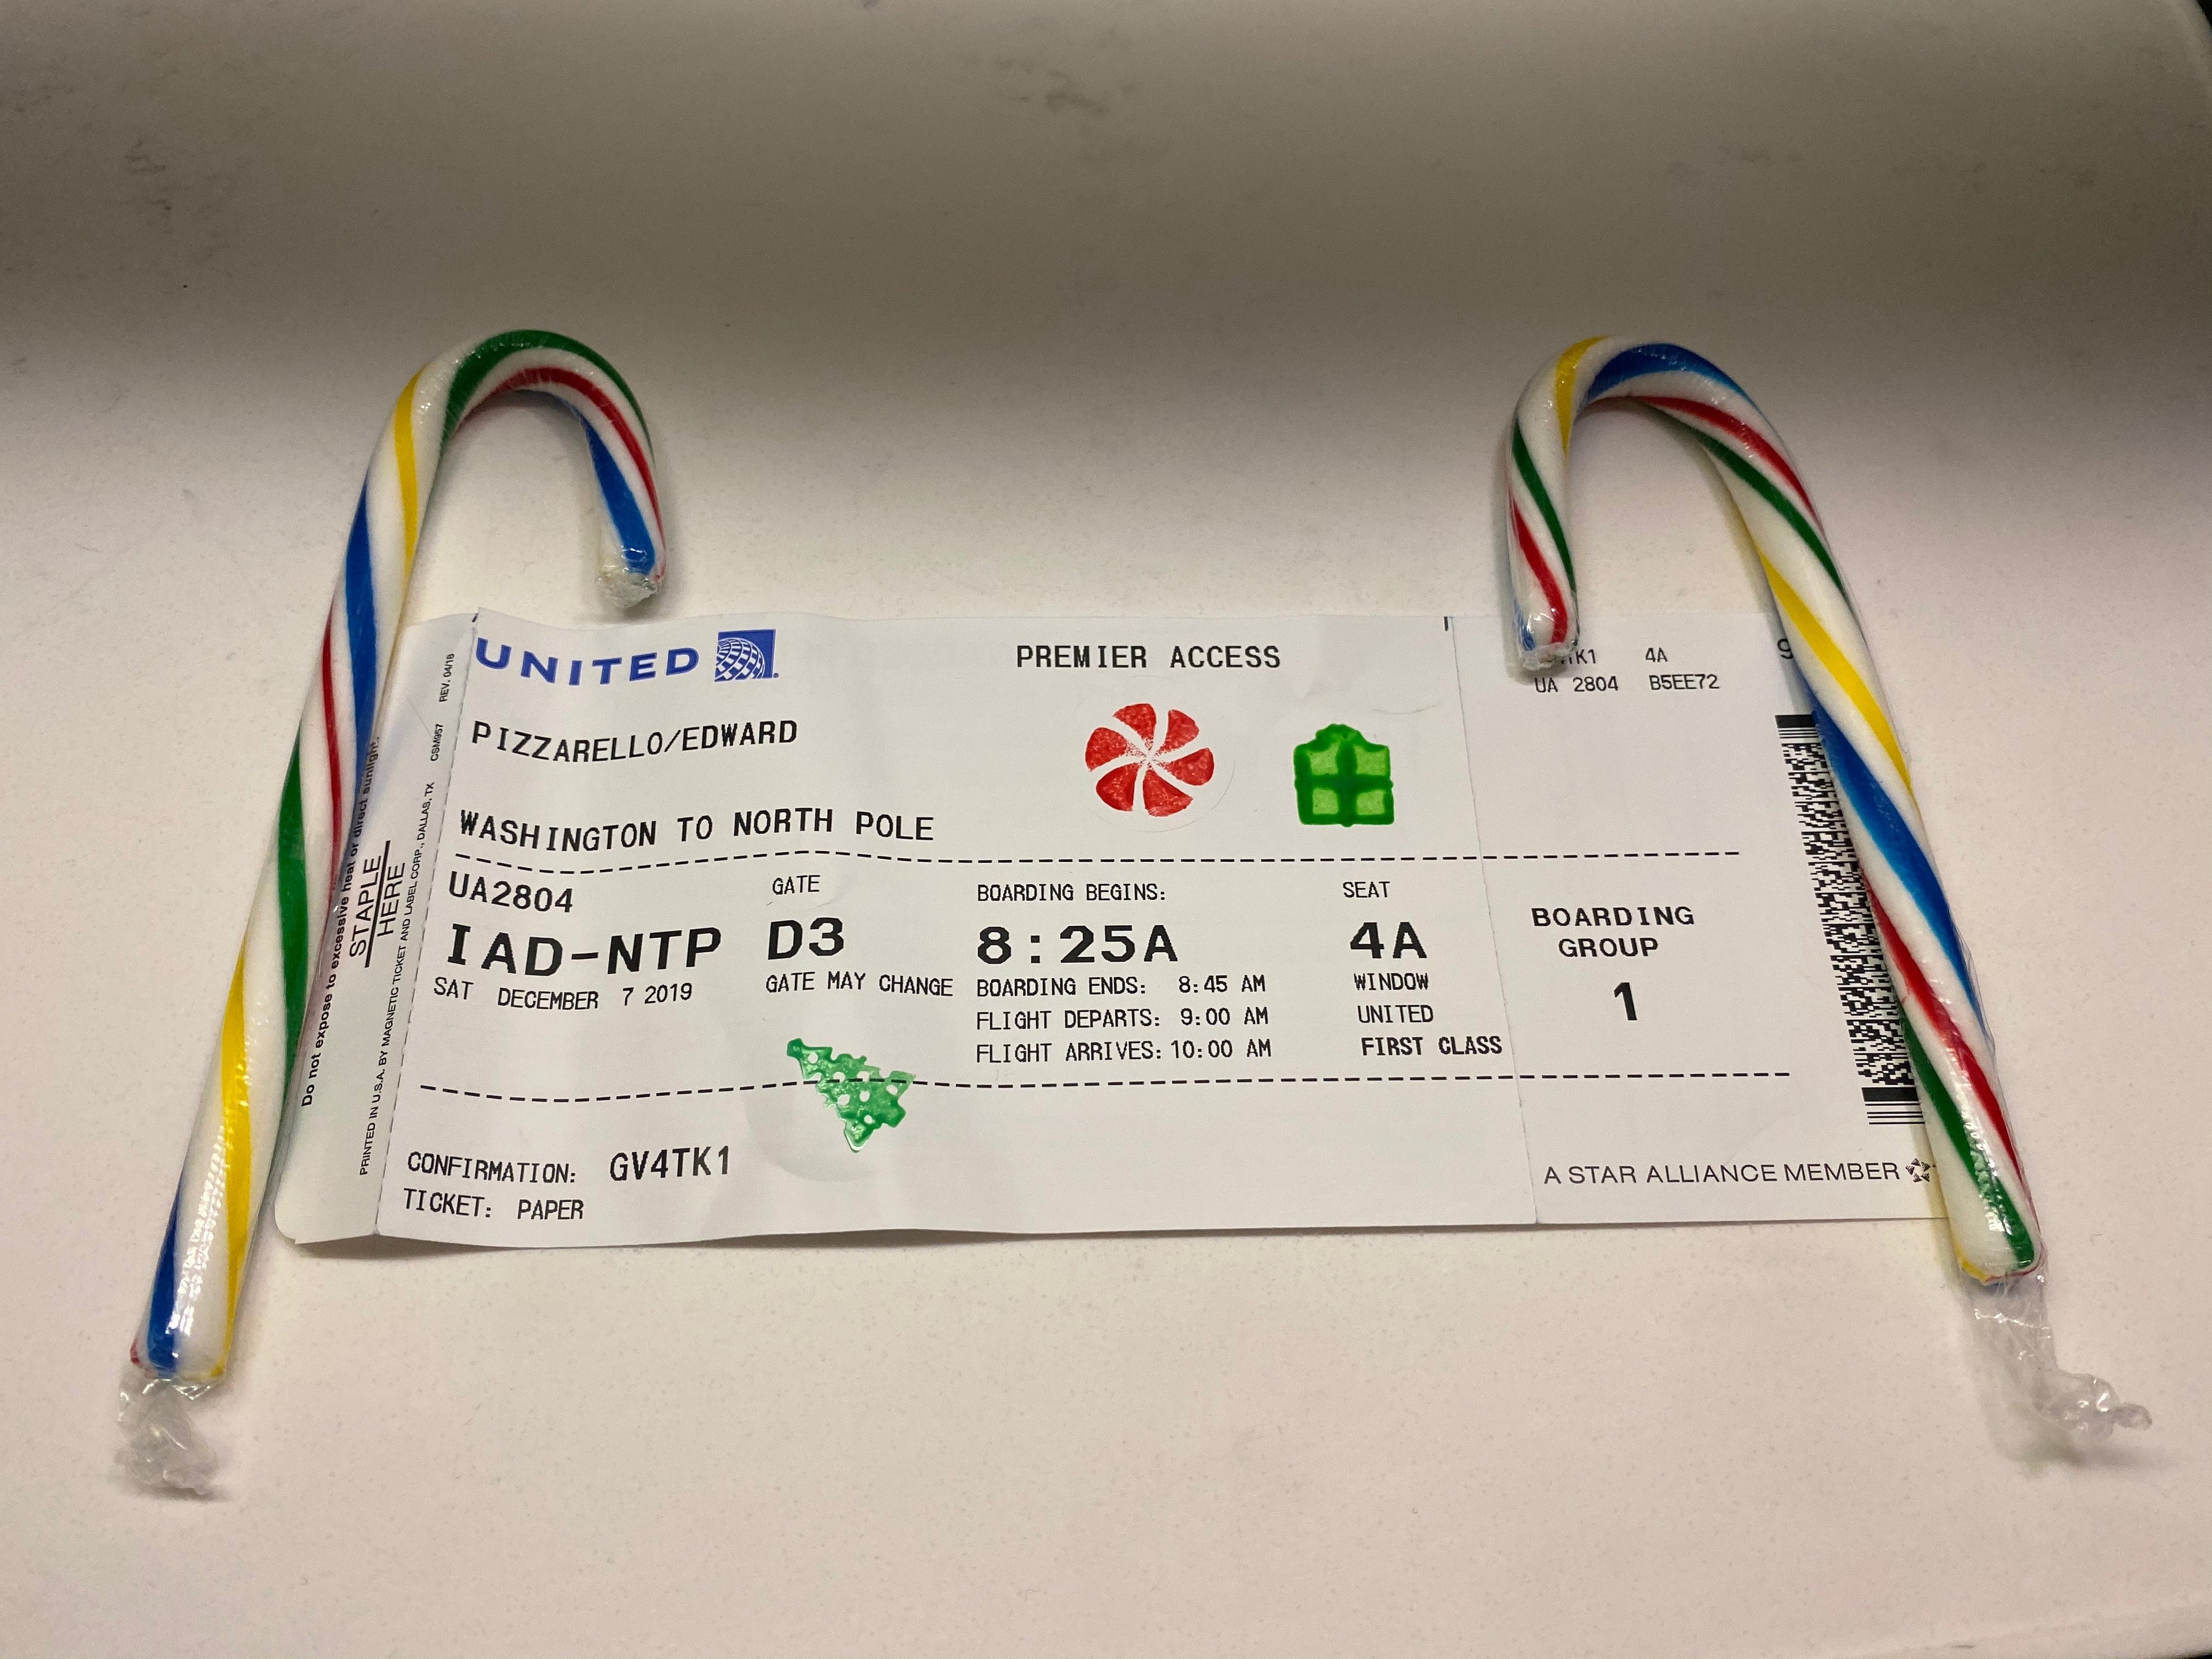 UNITED
PREMIER ACCESS
PIZZARELLO/EDWARD
WASHINGTON TO NORTH POLE
UA2804
IAD-NTP
SAT DECEMBER 7 2019
GATE
D3
GATE MAY CHANGE
BOARDING BEGINS:
8:25A
BOARDING ENDS: 8:45 AM
FLIGHT DEPARTS: 9:00 AM
FLIGHT ARRIVES: 10:00 AM
SEAT
4A
WINDOW
UNITED
FIRST CLASS
CONFIRMATION: GV4TK1
TICKET: PAPER
4A
UA 2804 B5EE72
BOARDING
GROUP
1
A STAR ALLIANCE MEMBER
Do not expose to excessive heat or direct sunlight.
STAPLE
HERE
PRINTED IN U.S.A. BY MAGNETIC TICKET AND LABEL CORP., DALLAS, TX CSM957 REV. 04/18